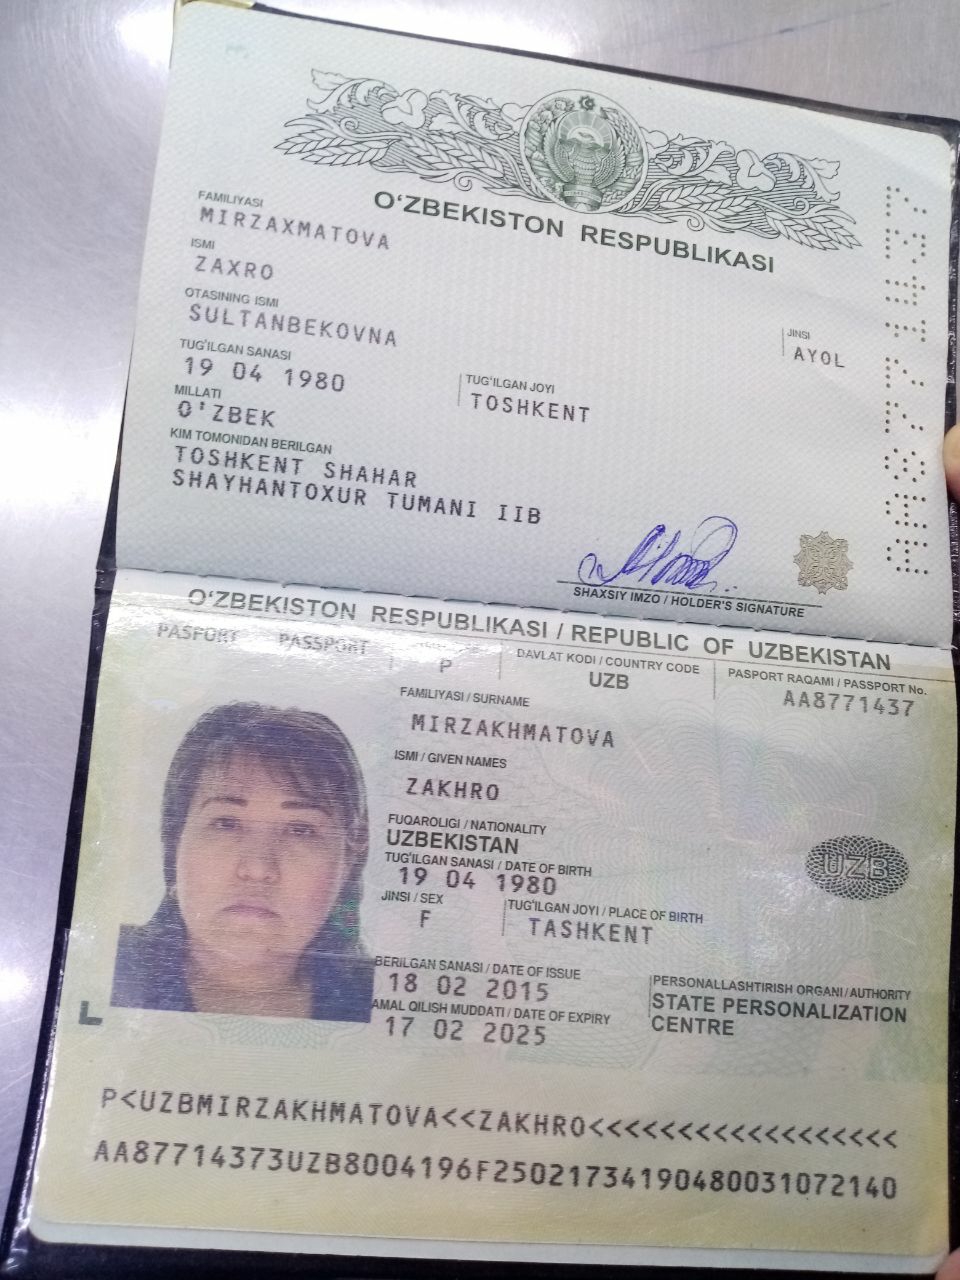 O‘ZBEKISTON RESPUBLIKASI
FAMILIYASI
MIRZAXMATOVA
ISMI
ZAXRO
OTASINING ISMI
SULTANBEKOVNA
JINSI
AYOL
TUG‘ILGAN SANASI
19 04 1980
TUG‘ILGAN JOYI
TOSHKENT
MILLATI
O'ZBEK
KIM TOMONIDAN BERILGAN
TOSHKENT SHAHAR
SHAYHANTOXUR TUMANI IIB
SHAXSIY IMZO / HOLDER'S SIGNATURE
O‘ZBEKISTON RESPUBLIKASI / REPUBLIC OF UZBEKISTAN
PASPORT PASSPORT
P
DAVLAT KODI / COUNTRY CODE
UZB
PASPORT RAQAMI / PASSPORT No.
AA8771437
FAMILIYASI / SURNAME
MIRZAKHMATOVA
ISMI / GIVEN NAMES
ZAKHRO
FUQAROLIGI / NATIONALITY
UZBEKISTAN
UZB
TUG‘ILGAN SANASI / DATE OF BIRTH
19 04 1980
JINSI / SEX
F
TUG‘ILGAN JOYI / PLACE OF BIRTH
TASHKENT
BERILGAN SANASI / DATE OF ISSUE
18 02 2015
AMAL QILISH MUDDATI / DATE OF EXPIRY
17 02 2025
PERSONALLASHTIRISH ORGANI / AUTHORITY
STATE PERSONALIZATION
CENTRE
P<UZBMIRZAKHMATOVA<<ZAKHRO<<<<<<<<<<<<<<<<<<
AA87714373UZB8004196F25021734190480031072140